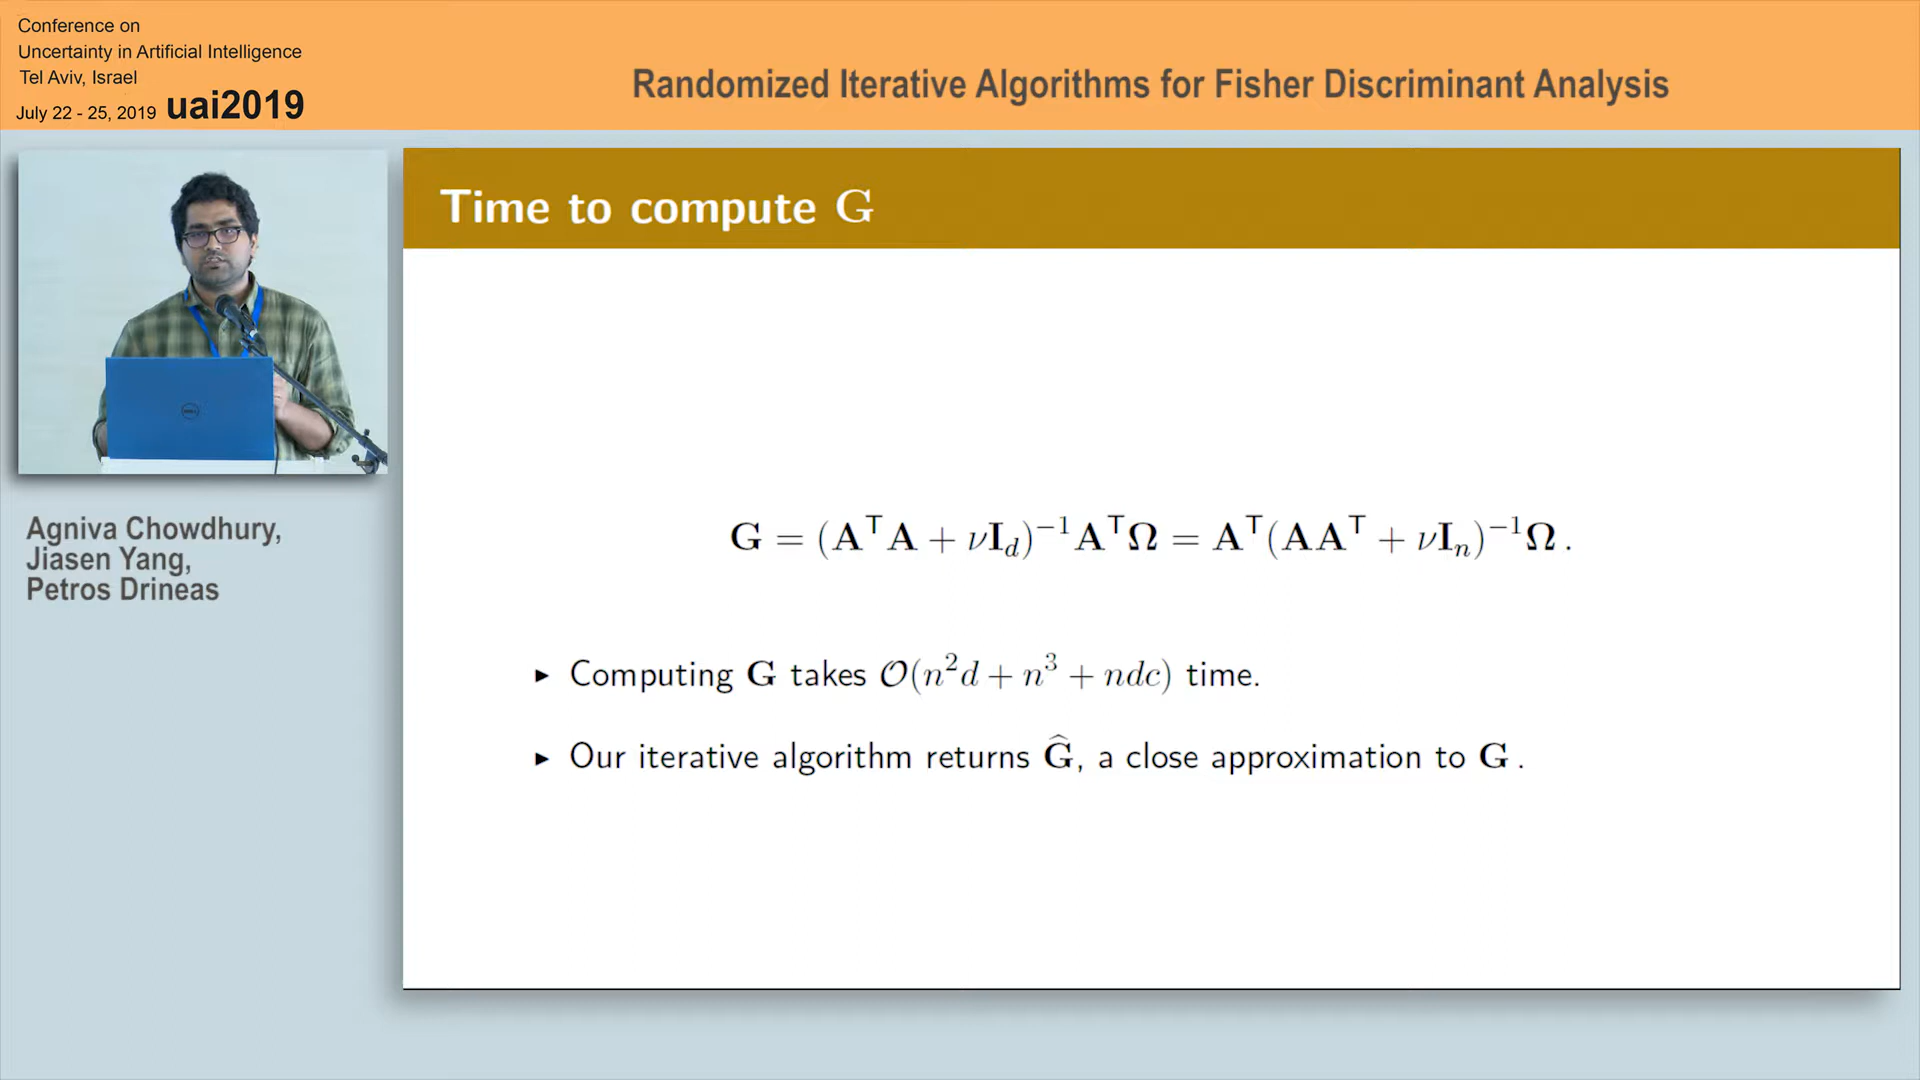 Conference on
Uncertainty in Artificial Intelligence
Tel Aviv, Israel
July 22 - 25, 2019 uai2019
Randomized Iterative Algorithms for Fisher Discriminant Analysis
Agniva Chowdhury,
Jiasen Yang,
Petros Drineas
Time to compute G
G = (AᵀA + νI_d)⁻¹AᵀΩ = Aᵀ(AAᵀ + νI_n)⁻¹Ω .
▸ Computing G takes 𝒪(n²d + n³ + ndc) time.
▸ Our iterative algorithm returns Ĝ, a close approximation to G .